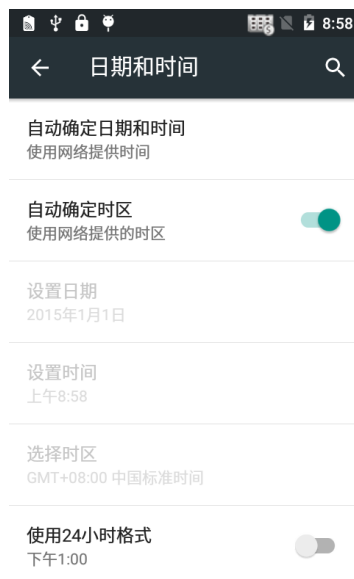 8:58
日期和时间
自动确定日期和时间
使用网络提供时间
自动确定时区
使用网络提供的时区
设置日期
2015年1月1日
设置时间
上午8:58
选择时区
GMT+08:00 中国标准时间
使用24小时格式
下午1:00